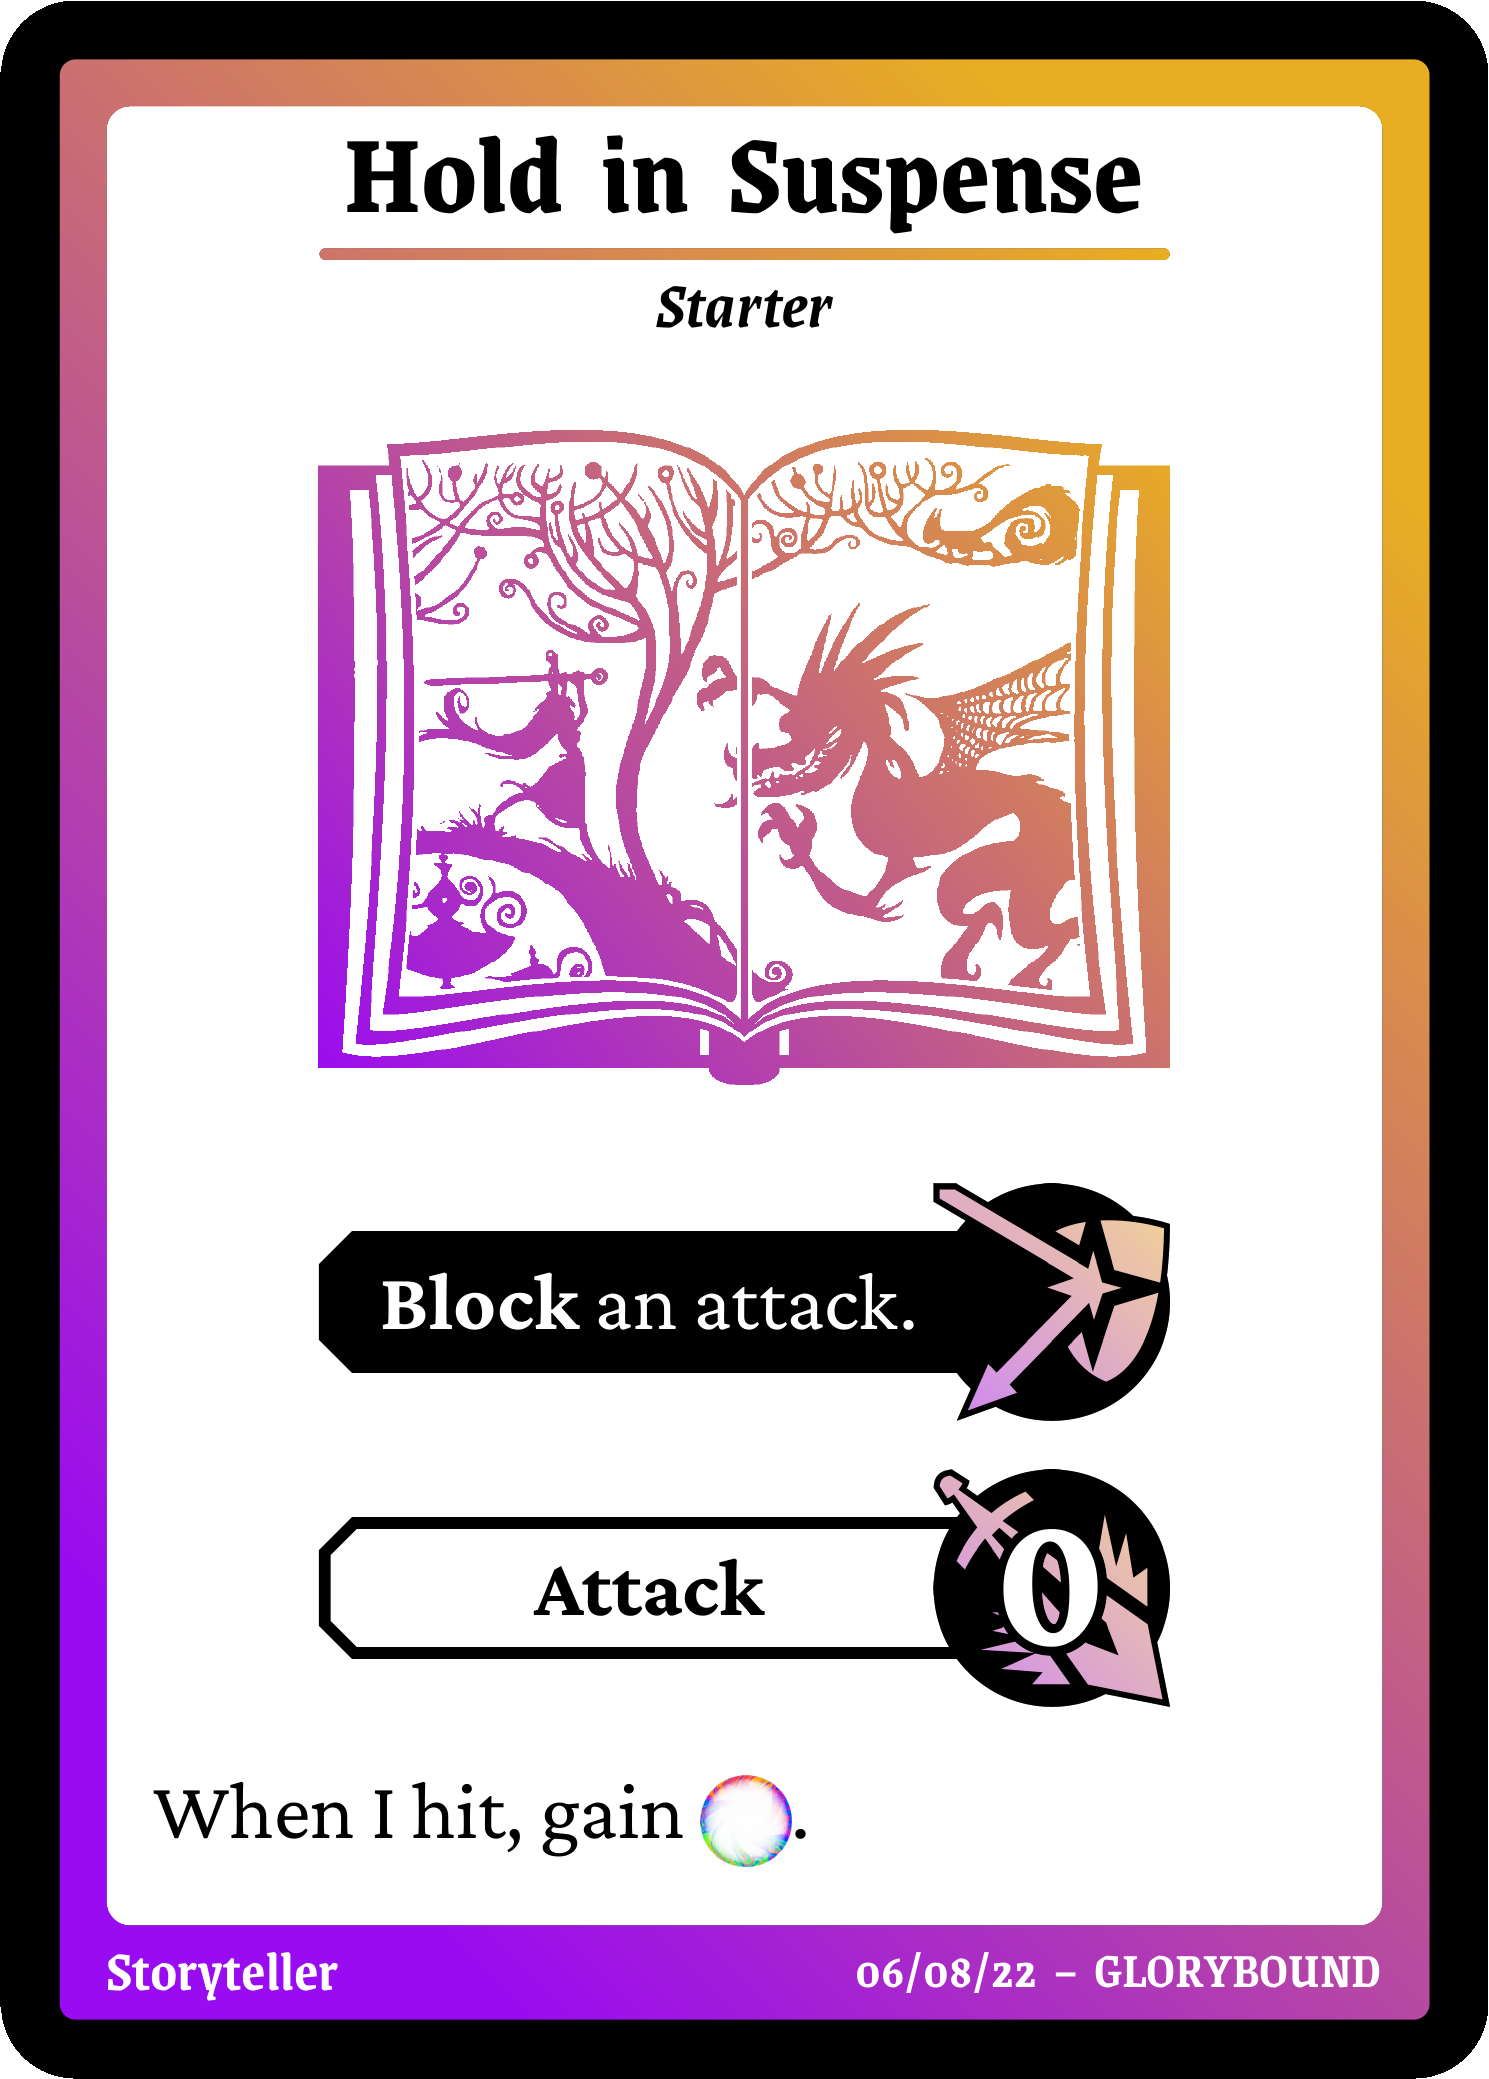 Hold in Suspense
Starter
Block an attack.
Attack
0
When I hit, gain .
Storyteller
06/08/22 – GLORYBOUND